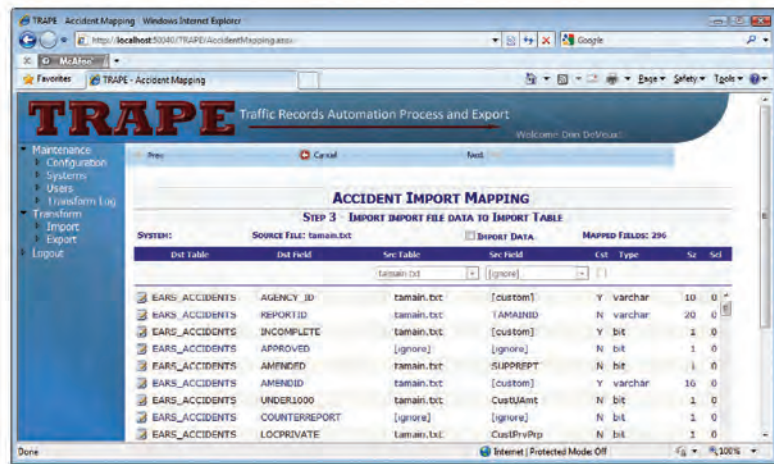 TRAPE - Accident Mapping - Windows Internet Explorer
http://localhost:50040/TRAPE/AccidentMapping.aspx
Google
McAfee
Favorites TRAPE - Accident Mapping Page Safety Tools
TRAPE Traffic Records Automation Process and Export
Welcome Don DeVeux!
Maintenance
Configuration
Systems
Users
Transform Log
Transform
Import
Export
Logout
Prev Cancel Next
ACCIDENT IMPORT MAPPING
STEP 3 - IMPORT IMPORT FILE DATA TO IMPORT TABLE
SYSTEM: SOURCE FILE: tamain.txt IMPORT DATA MAPPED FIELDS: 296
Dst Table Dst Field Src Table Src Field Cst Type Sz Scl
tamain.txt [ignore]
EARS_ACCIDENTS AGENCY_ID tamain.txt [custom] Y varchar 10 0
EARS_ACCIDENTS REPORTID tamain.txt TAMAINID N varchar 20 0
EARS_ACCIDENTS INCOMPLETE tamain.txt [custom] Y bit 1 0
EARS_ACCIDENTS APPROVED [ignore] [ignore] N bit 1 0
EARS_ACCIDENTS AMENDED tamain.txt SUPPREPT N bit 1 0
EARS_ACCIDENTS AMENDID tamain.txt [custom] Y varchar 16 0
EARS_ACCIDENTS UNDER1000 tamain.txt CustUAmt N bit 1 0
EARS_ACCIDENTS COUNTERREPORT [ignore] [ignore] N bit 1 0
EARS_ACCIDENTS LOCPRIVATE tamain.txt CustPrvPrp N bit 1 0
Done Internet | Protected Mode: Off 100%